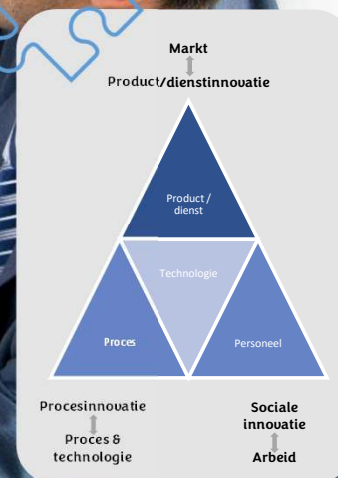 Markt
Product/dienstinnovatie
Product /
dienst
Technologie
Proces
Personeel
Procesinnovatie
Proces &
technologie
Sociale
innovatie
Arbeid